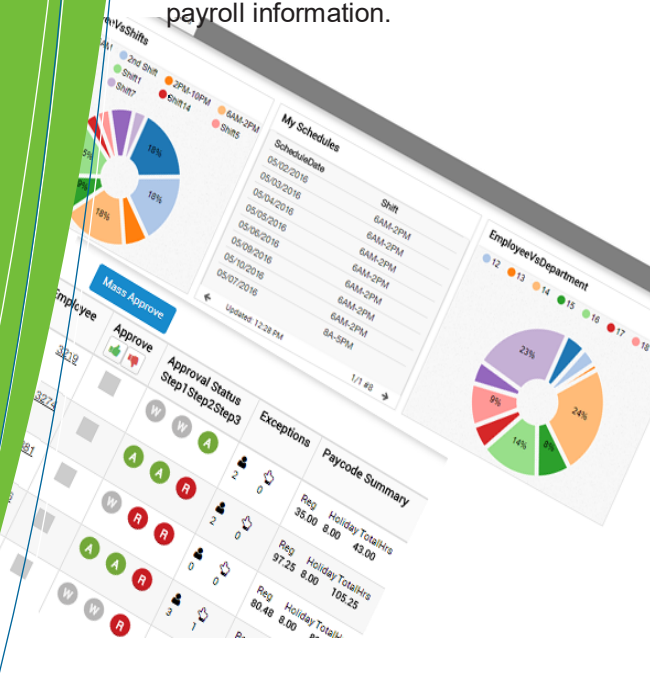 payroll information.
VsShifts
2nd Shift
2PM-10PM
6AM-2PM
Shift1
Shift7
Shift14
Shift5
18%
18%
18%
My Schedules
ScheduleDate Shift
05/02/2016 6AM-2PM
05/03/2016 6AM-2PM
05/04/2016 6AM-2PM
05/05/2016 6AM-2PM
05/06/2016 6AM-2PM
05/09/2016 6AM-2PM
05/10/2016 6AM-2PM
05/07/2016 8A-5PM
Updated: 12:28 PM
1/1 #8
EmployeeVsDepartment
12 13 14 15 16 17 18
23%
24%
9%
14%
8%
Mass Approve
Employee Approve Approval Status Exceptions Paycode Summary
Step1Step2Step3
3219 W W A 2 0 Reg Holiday TotalHrs
35.00 8.00 43.00
A A R 2 0 Reg Holiday TotalHrs
97.25 8.00 105.25
81 W R R 0 0 Reg Holiday
80.48 8.00
A A R 3 1
W W R